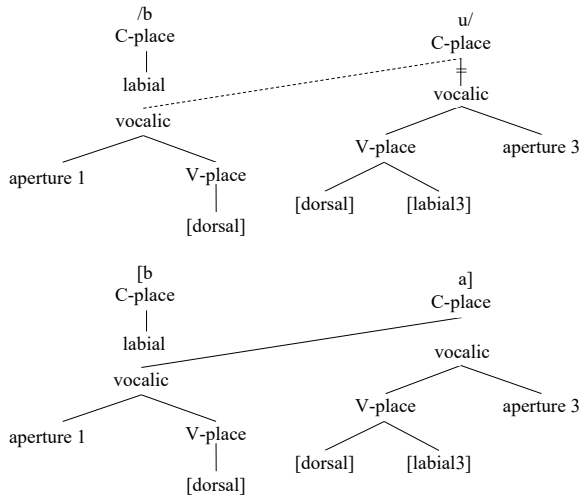 /b u/
C-place C-place
labial
vocalic vocalic
V-place aperture 3
aperture 1 V-place
[dorsal] [labial3]
[dorsal]
[b a]
C-place C-place
labial
vocalic
vocalic
V-place aperture 3
aperture 1 V-place
[dorsal] [labial3]
[dorsal]